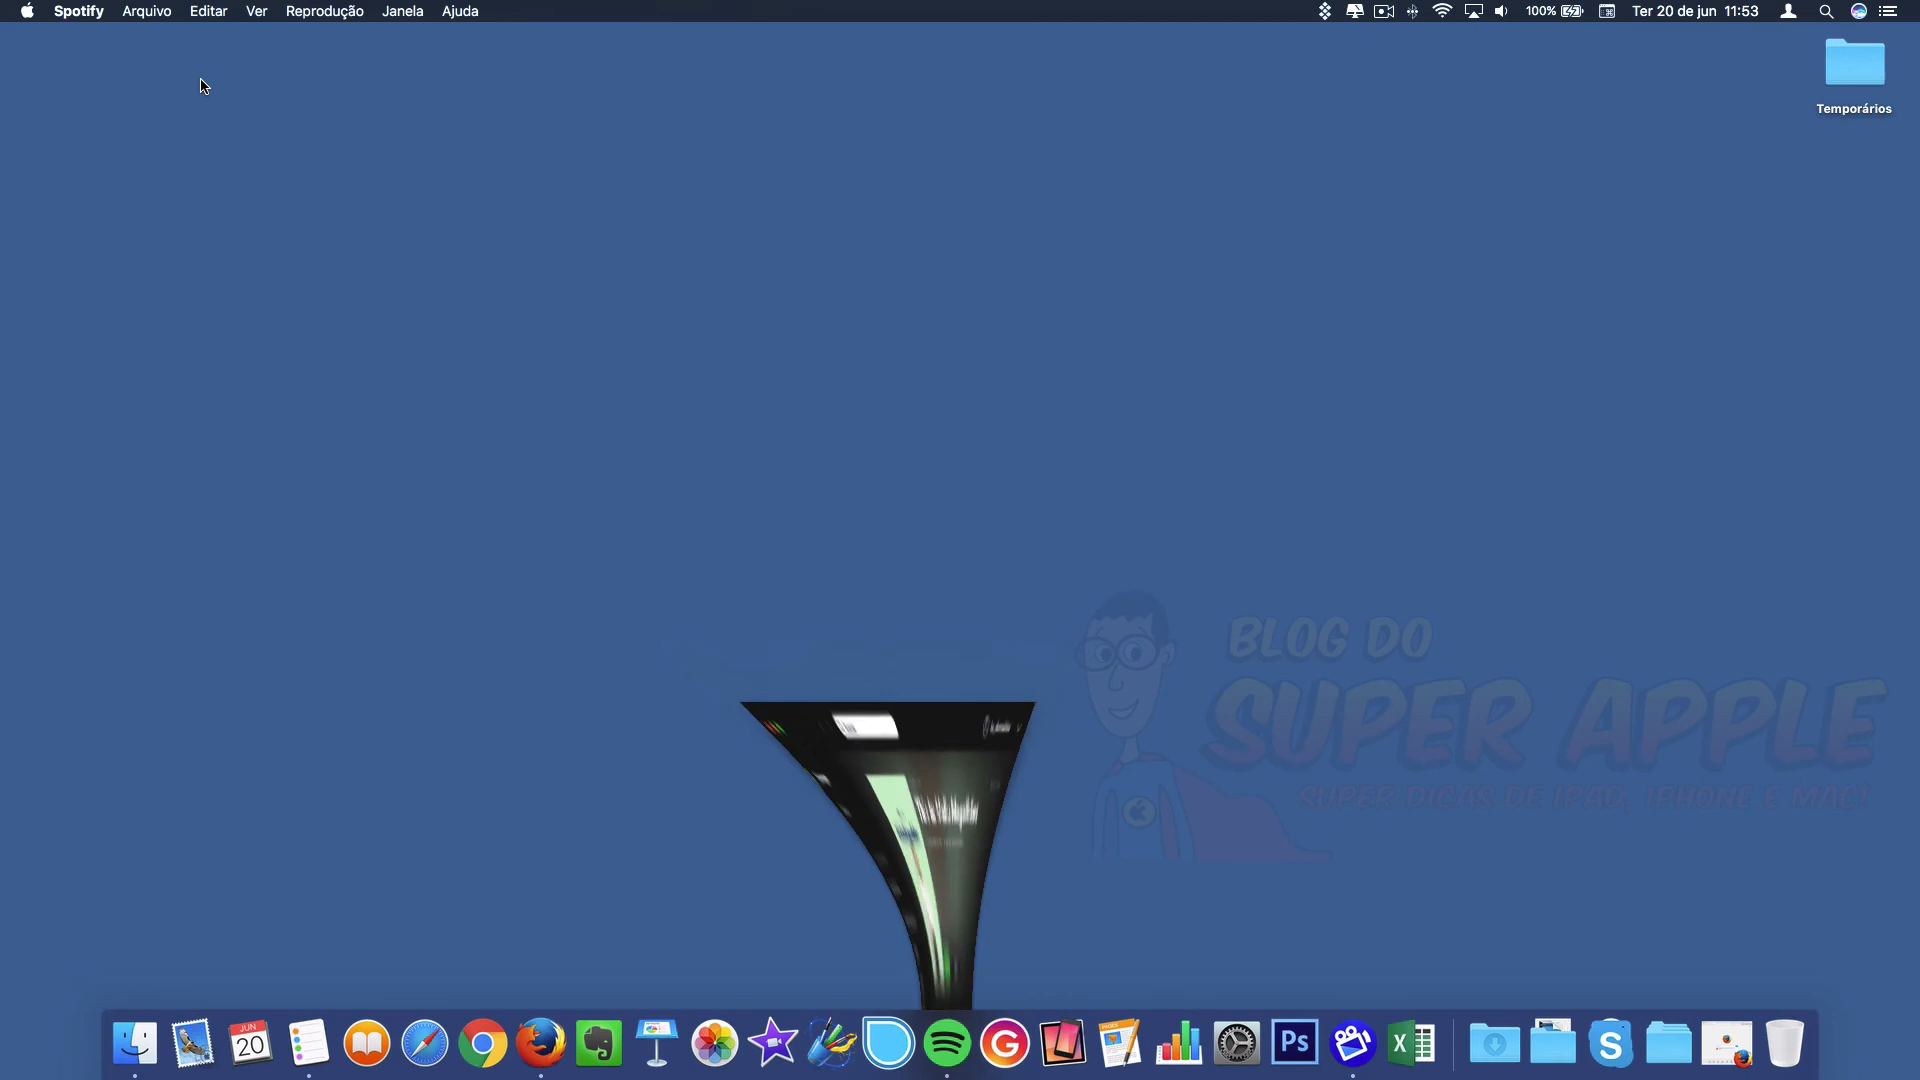 Spotify Arquivo Editar Ver Reprodução Janela Ajuda 100% Ter 20 de jun 11:53
Temporários
BLOG DO
SUPER APPLE
SUPER DICAS DE IPAD, IPHONE E MAC!
JUN
20
PAGES
Ps